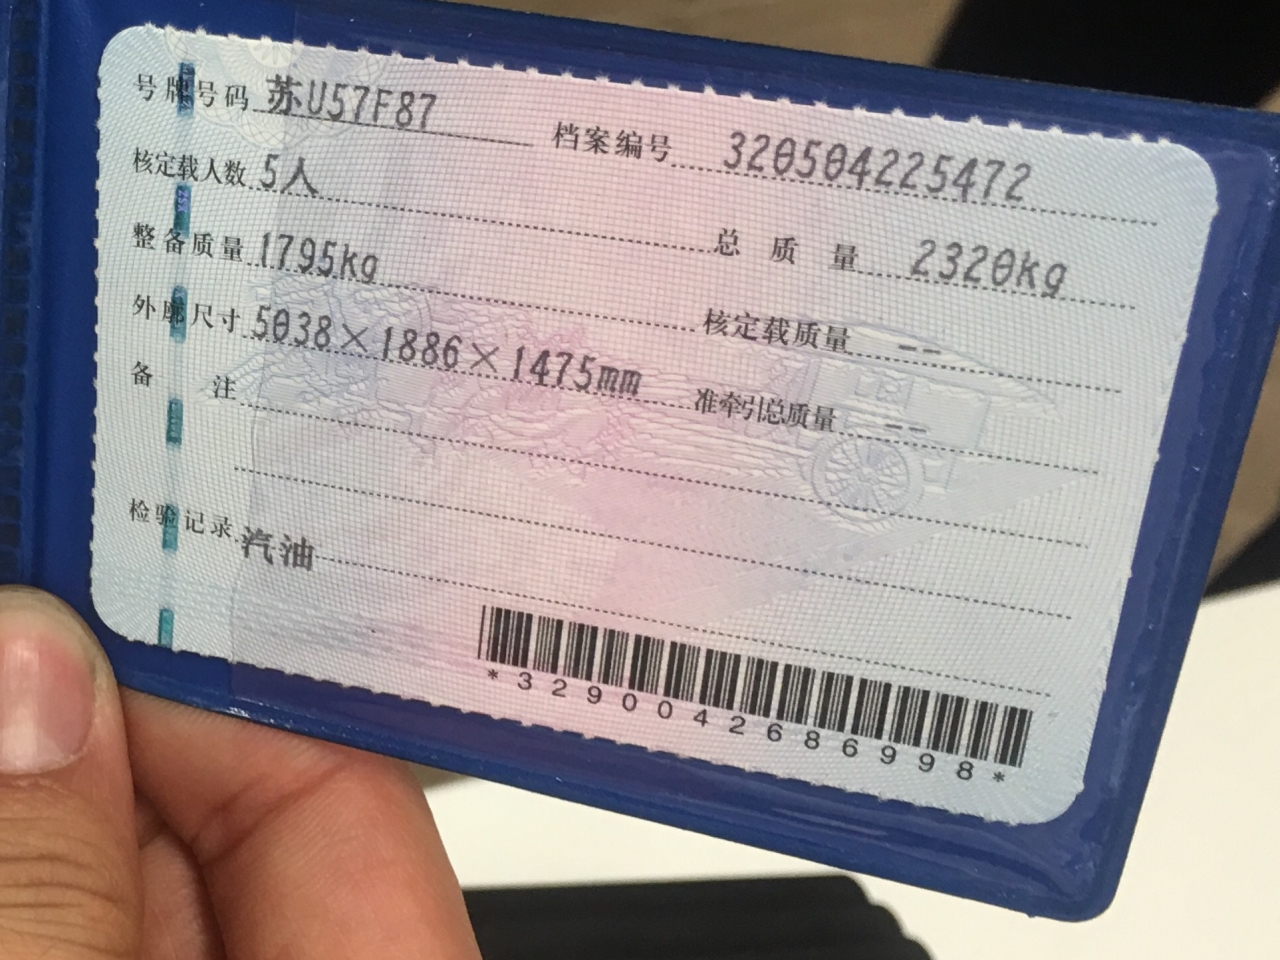 号牌号码 苏U57F87 档案编号 320504225472
核定载人数 5人 总质量 2320kg
整备质量 1795kg 核定载质量 --
外廓尺寸 5038×1886×1475mm 准牵引总质量 --
备注
检验记录 汽油
*3290042686998*